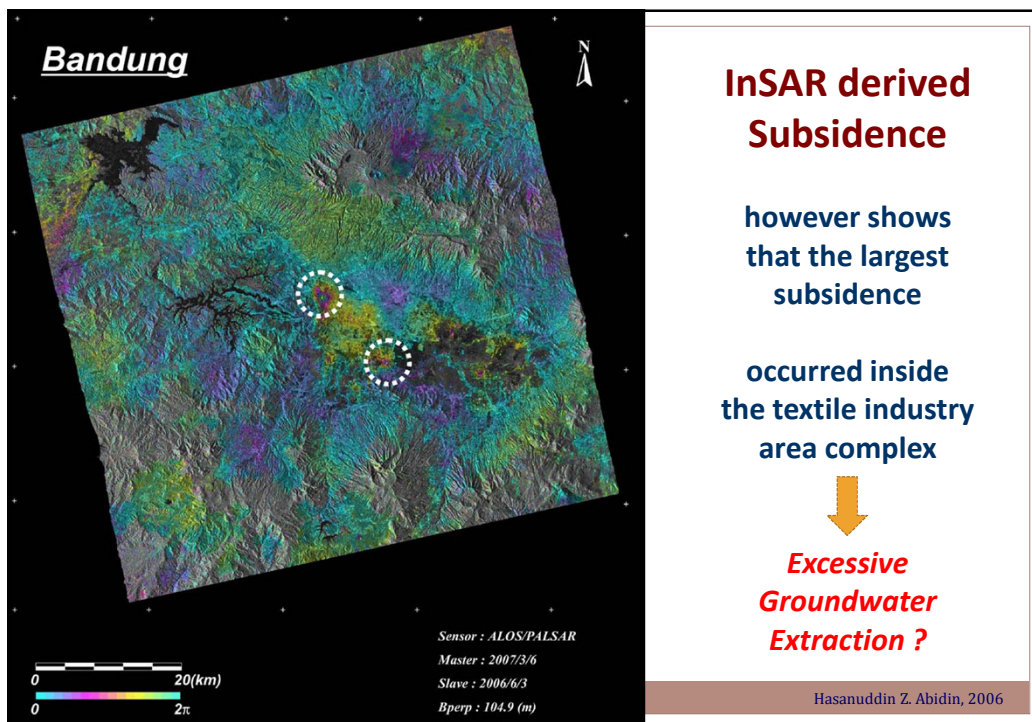 Bandung
N
Sensor : ALOS/PALSAR
Master : 2007/3/6
Slave : 2006/6/3
Bperp : 104.9 (m)
0 20(km)
0 2π
InSAR derived
Subsidence
however shows
that the largest
subsidence
occurred inside
the textile industry
area complex
Excessive
Groundwater
Extraction ?
Hasanuddin Z. Abidin, 2006